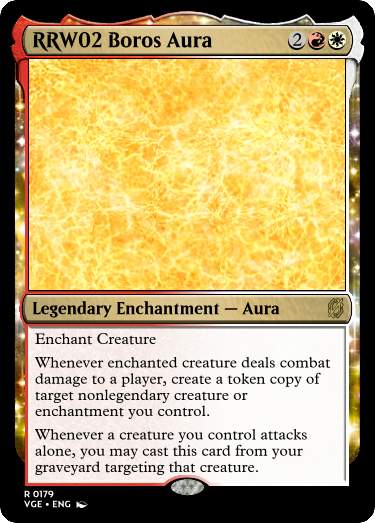 RRW02 Boros Aura 2
Legendary Enchantment — Aura
Enchant Creature
Whenever enchanted creature deals combat
damage to a player, create a token copy of
target nonlegendary creature or
enchantment you control.
Whenever a creature you control attacks
alone, you may cast this card from your
graveyard targeting that creature.
R 0179
VGE • ENG